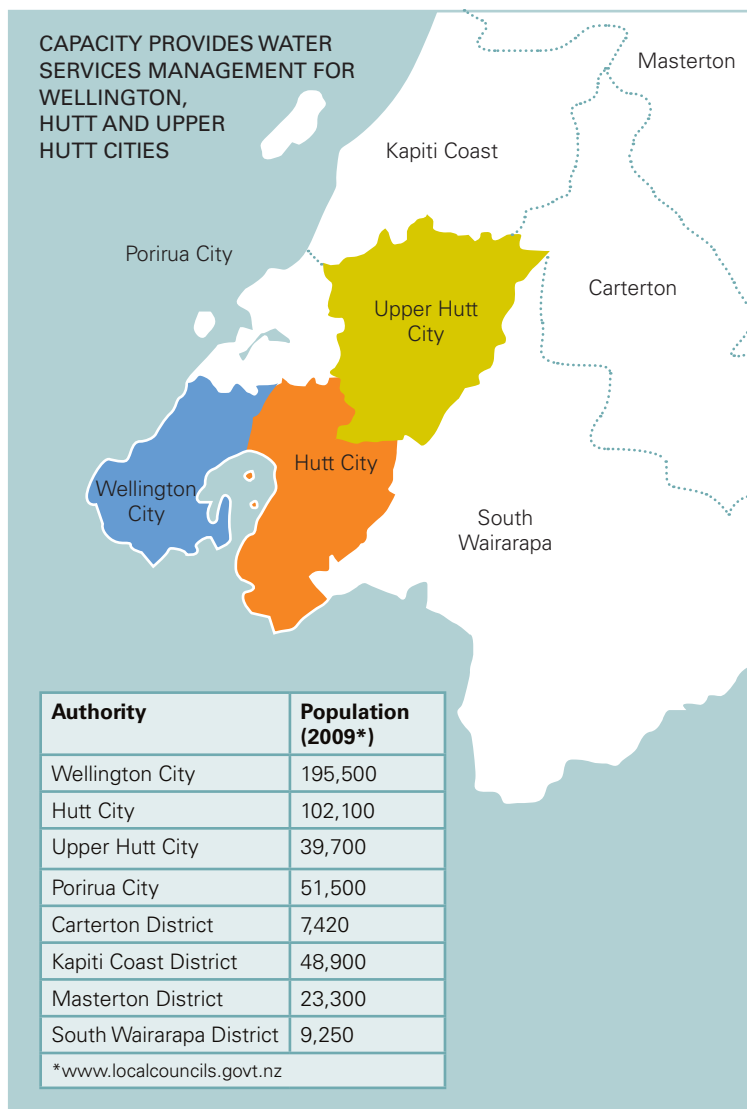 CAPACITY PROVIDES WATER
SERVICES MANAGEMENT FOR
WELLINGTON,
HUTT AND UPPER
HUTT CITIES
Masterton
Kapiti Coast
Porirua City
Carterton
Upper Hutt
City
Hutt City
Wellington
City
South
Wairarapa
Authority Population
(2009*)
Wellington City 195,500
Hutt City 102,100
Upper Hutt City 39,700
Porirua City 51,500
Carterton District 7,420
Kapiti Coast District 48,900
Masterton District 23,300
South Wairarapa District 9,250
*www.localcouncils.govt.nz